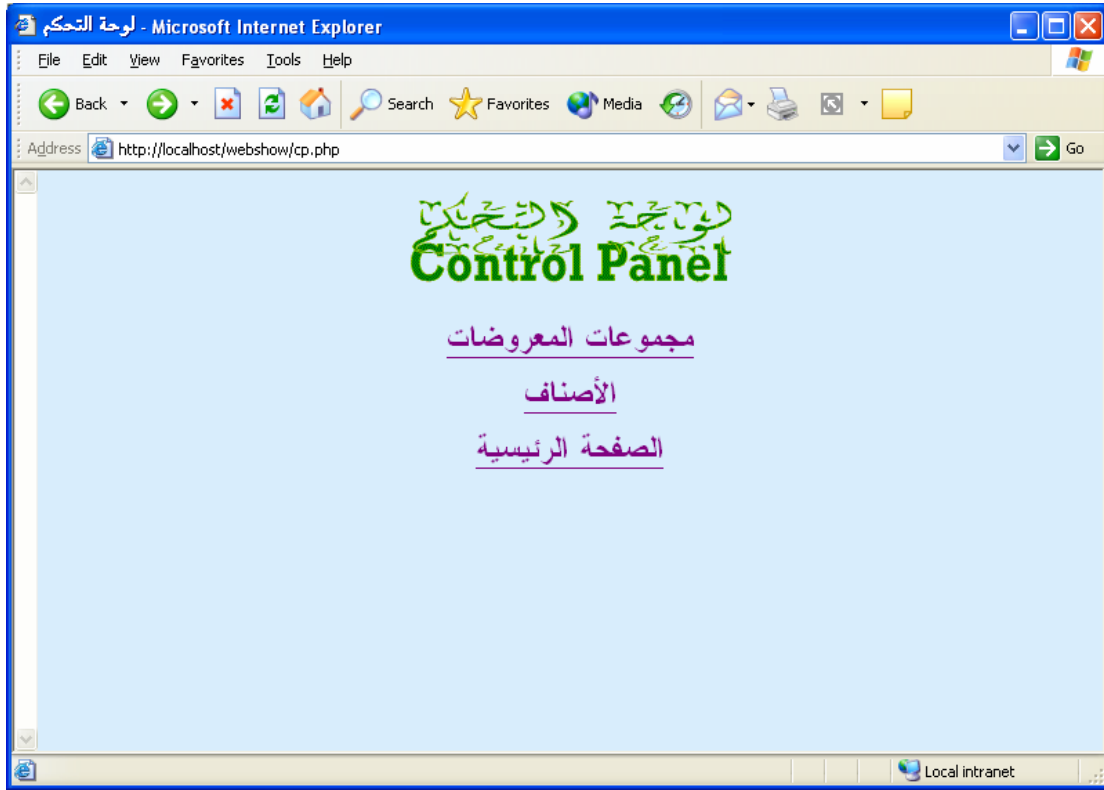 لوحة التحكم - Microsoft Internet Explorer
File Edit View Favorites Tools Help
Back Search Favorites Media
Address http://localhost/webshow/cp.php Go
لوحة التحكم
Control Panel
مجموعات المعروضات
الأصناف
الصفحة الرئيسية
Local intranet